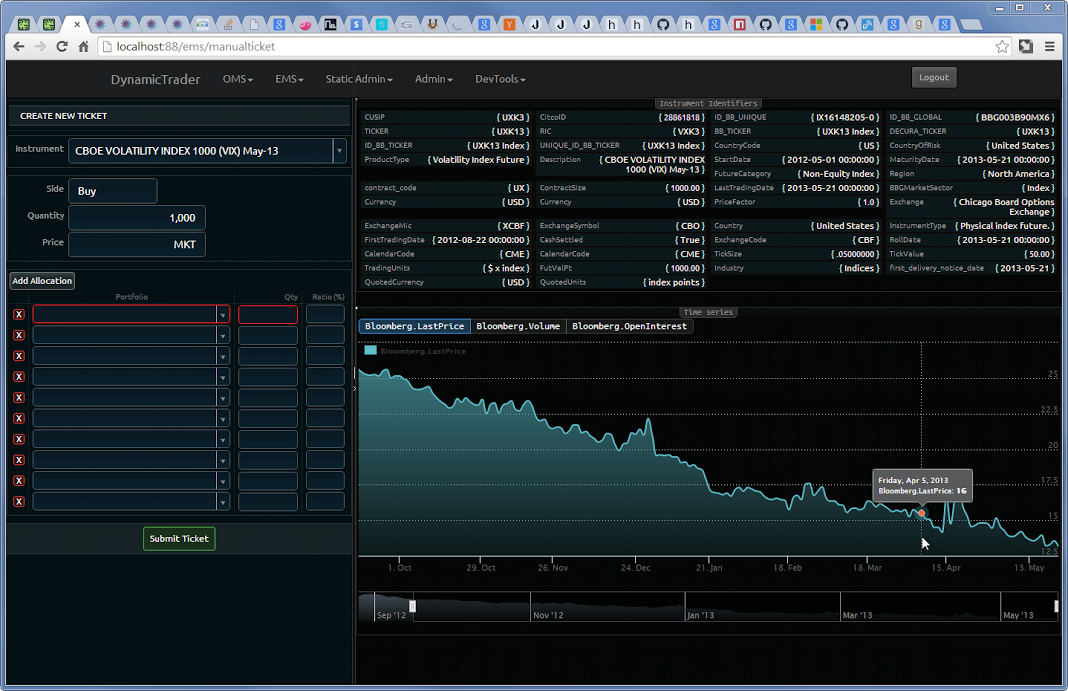 localhost:88/ems/manualticket
DynamicTrader OMS EMS Static Admin Admin DevTools Logout
CREATE NEW TICKET
Instrument CBOE VOLATILITY INDEX 1000 (VIX) May-13
Side Buy
Quantity 1,000
Price MKT
Add Allocation
Portfolio Qty Ratio (%)
X
X
X
X
X
X
X
X
X
X
Submit Ticket
Instrument Identifiers
CUSIP { UXK3 } CitcoID { 28861818 } ID_BB_UNIQUE { IX16148205-0 } ID_BB_GLOBAL { BBG003B90MX6 }
TICKER { UXK13 } RIC { VXK3 } BB_TICKER { UXK13 Index } DECURA_TICKER { UXK13 }
ID_BB_TICKER { UXK13 Index } UNIQUE_ID_BB_TICKER { UXK13 Index } CountryCode { US } CountryOfRisk { United States }
ProductType { Volatility Index Future } Description { CBOE VOLATILITY INDEX 1000 (VIX) May-13 } StartDate { 2012-05-01 00:00:00 } MaturityDate { 2013-05-21 00:00:00 }
FutureCategory { Non-Equity Index } Region { North America }
contract_code { UX } ContractSize { 1000.00 } LastTradingDate { 2013-05-21 00:00:00 } BBGMarketSector { Index }
Currency { USD } Currency { USD } PriceFactor { 1.0 } Exchange { Chicago Board Options Exchange }
ExchangeMic { XCBF } ExchangeSymbol { CBO } Country { United States } InstrumentType { Physical index future. }
FirstTradingDate { 2012-08-22 00:00:00 } CashSettled { True } ExchangeCode { CBF } RollDate { 2013-05-21 00:00:00 }
CalendarCode { CME } CalendarCode { CME } TickSize { .05000000 } TickValue { 50.00 }
TradingUnits { $ x index } FutValPt { 1000.00 } Industry { Indices } first_delivery_notice_date { 2013-05-21 }
QuotedCurrency { USD } QuotedUnits { index points }
Time series
Bloomberg.LastPrice Bloomberg.Volume Bloomberg.OpenInterest
Bloomberg.LastPrice
25
22.5
20
17.5
15
12.5
Friday, Apr 5, 2013
Bloomberg.LastPrice: 16
1. Oct 29. Oct 26. Nov 24. Dec 21. Jan 18. Feb 18. Mar 15. Apr 13. May
Sep '12 Nov '12 Jan '13 Mar '13 May '13